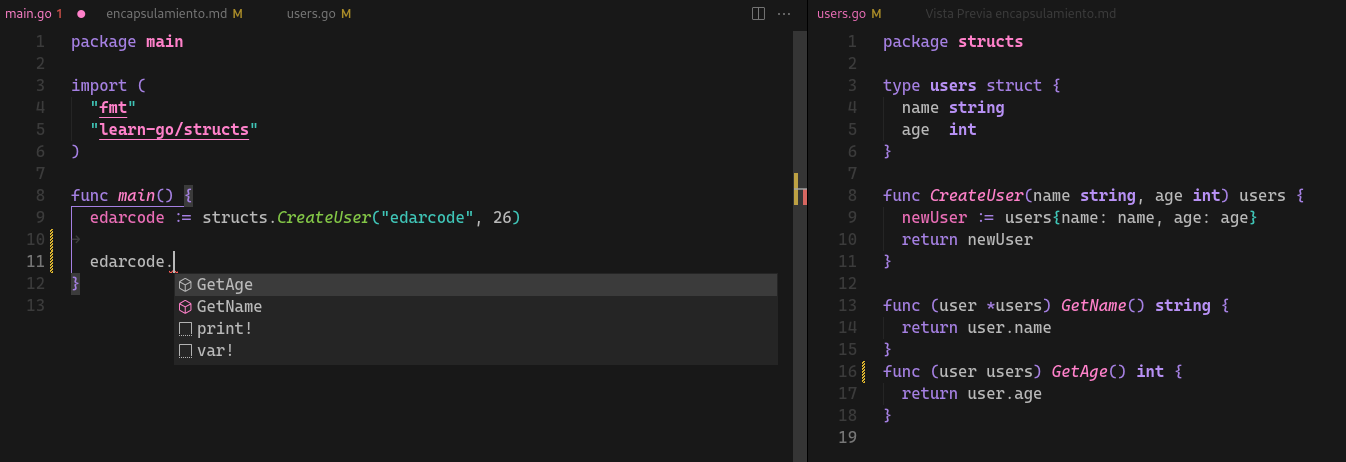 main.go 1 ● encapsulamiento.md M users.go M
1 package main
2
3 import (
4 "fmt"
5 "learn-go/structs"
6 )
7
8 func main() {
9 edarcode := structs.CreateUser("edarcode", 26)
10
11 edarcode.
GetAge
GetName
print!
var!
12 }
13
users.go M Vista Previa encapsulamiento.md
1 package structs
2
3 type users struct {
4 name string
5 age  int
6 }
7
8 func CreateUser(name string, age int) users {
9 newUser := users{name: name, age: age}
10 return newUser
11 }
12
13 func (user *users) GetName() string {
14 return user.name
15 }
16 func (user users) GetAge() int {
17 return user.age
18 }
19